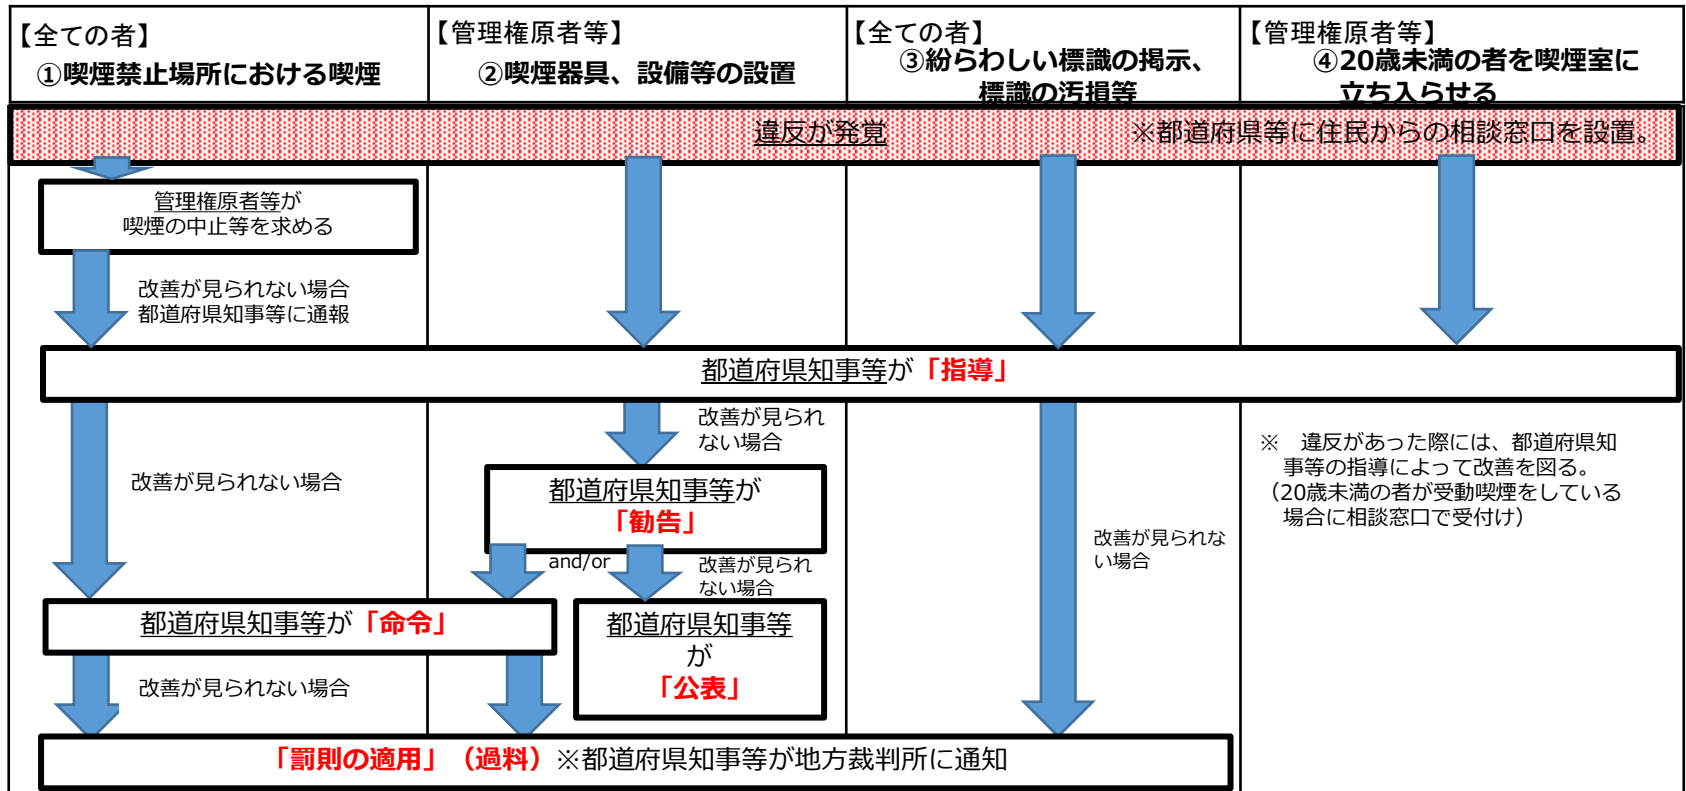 【全ての者】
①喫煙禁止場所における喫煙
【管理権原者等】
②喫煙器具、設備等の設置
【全ての者】
③紛らわしい標識の掲示、
標識の汚損等
【管理権原者等】
④20歳未満の者を喫煙室に
立ち入らせる
違反が発覚
※都道府県等に住民からの相談窓口を設置。
管理権原者等が
喫煙の中止等を求める
改善が見られない場合
都道府県知事等に通報
都道府県知事等が「指導」
改善が見られない場合
改善が見られ
ない場合
都道府県知事等が
「勧告」
and/or
改善が見られ
ない場合
都道府県知事等が「命令」
都道府県知事等
が
「公表」
改善が見られない場合
改善が見られな
い場合
※　違反があった際には、都道府県知
事等の指導によって改善を図る。
（20歳未満の者が受動喫煙をしている
場合に相談窓口で受付け）
「罰則の適用」（過料）※都道府県知事等が地方裁判所に通知